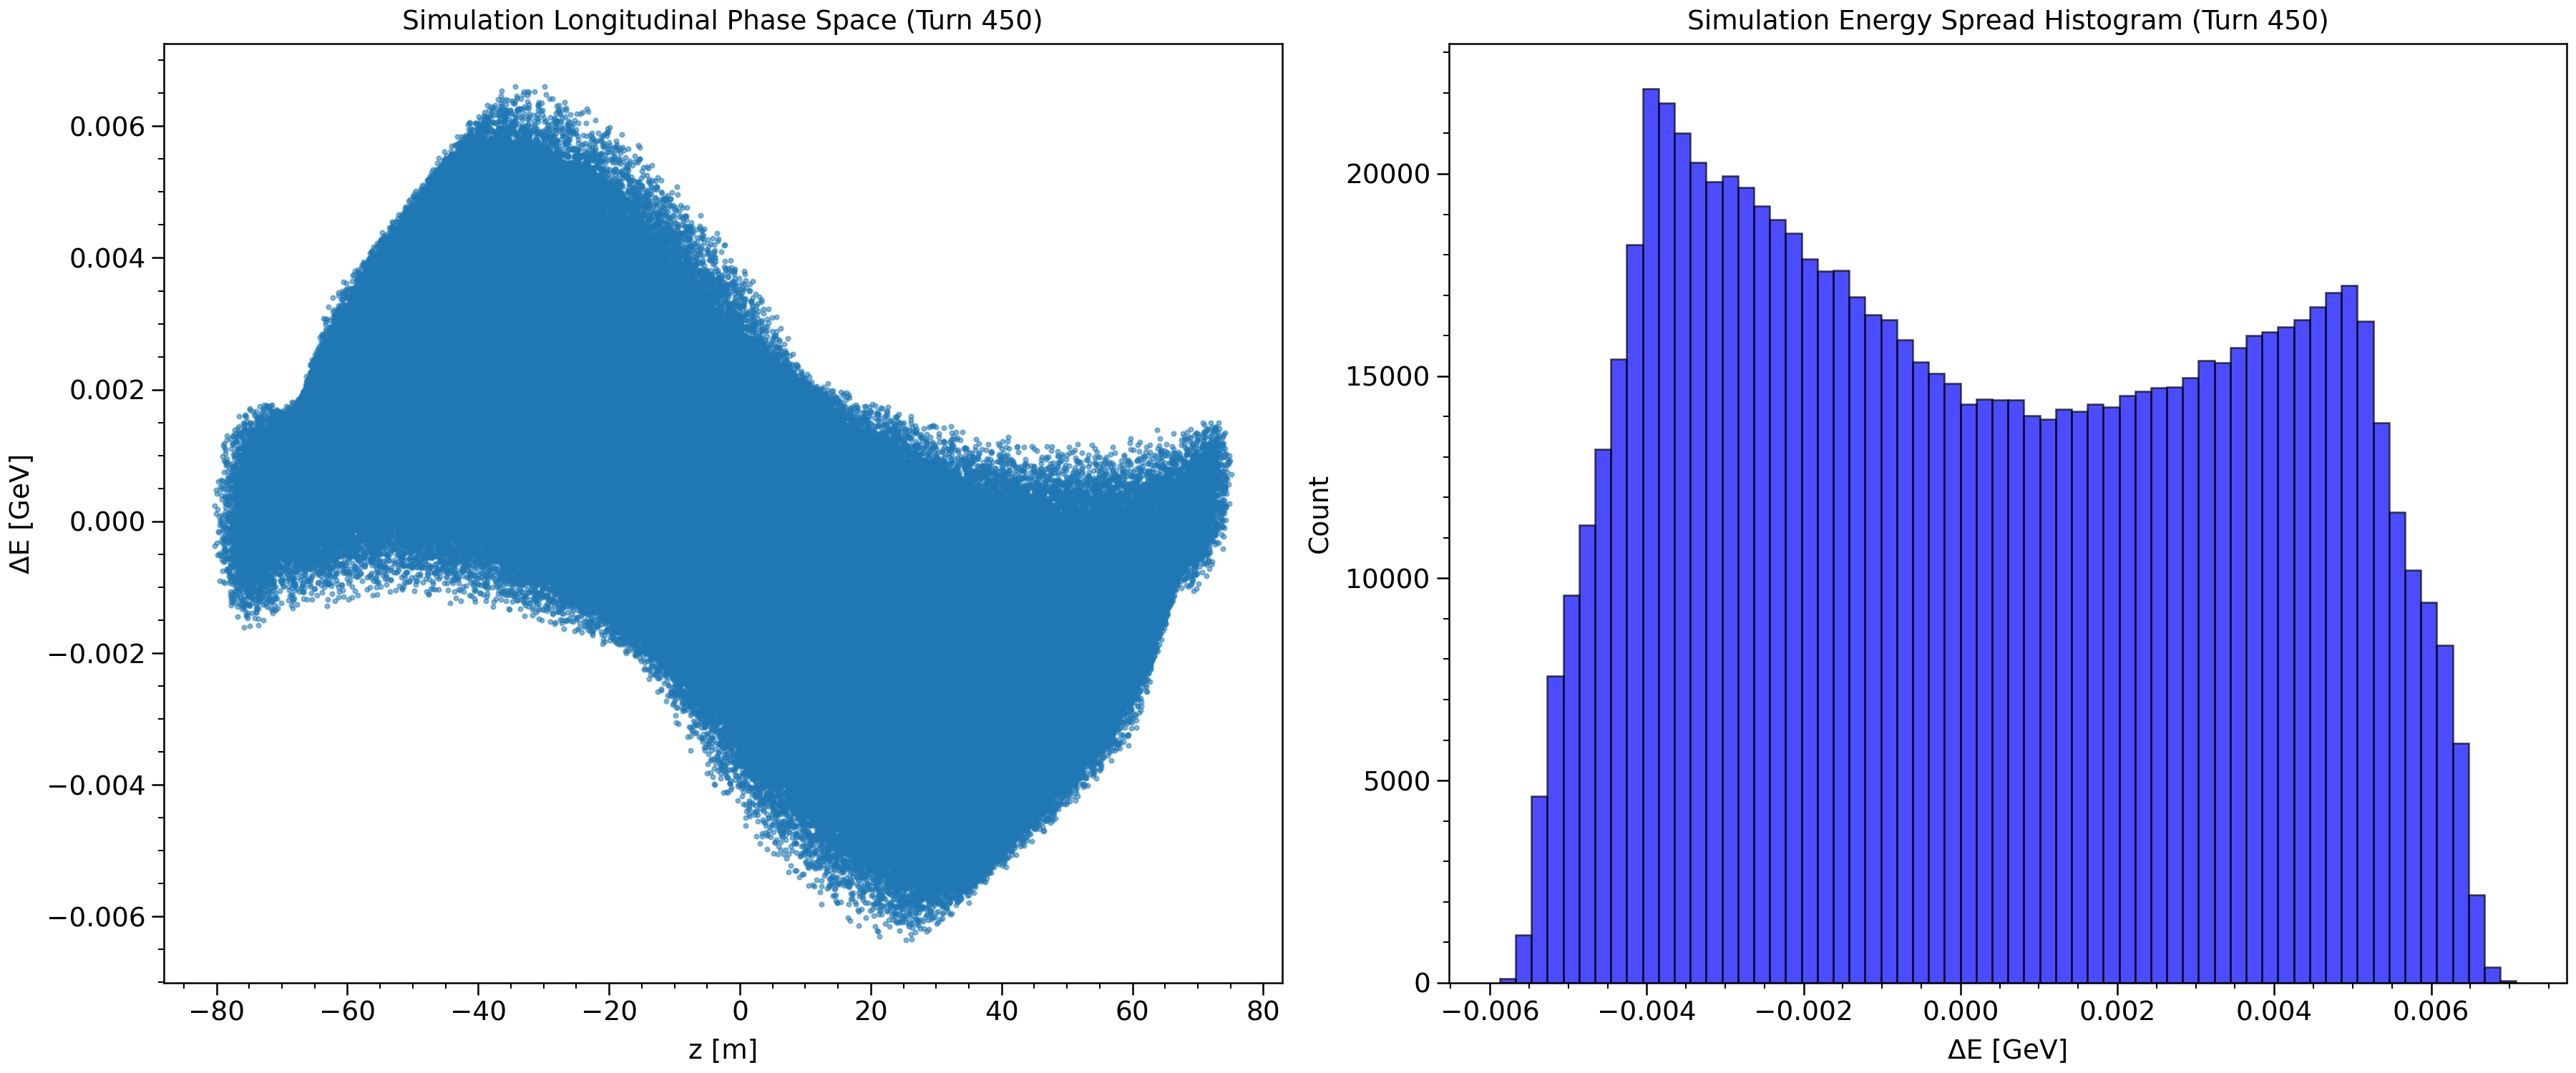 Simulation Longitudinal Phase Space (Turn 450)
0.006
0.004
0.002
0.000
−0.002
−0.004
−0.006
ΔE [GeV]
−80 −60 −40 −20 0 20 40 60 80
z [m]
Simulation Energy Spread Histogram (Turn 450)
20000
15000
10000
5000
0
Count
−0.006 −0.004 −0.002 0.000 0.002 0.004 0.006
ΔE [GeV]